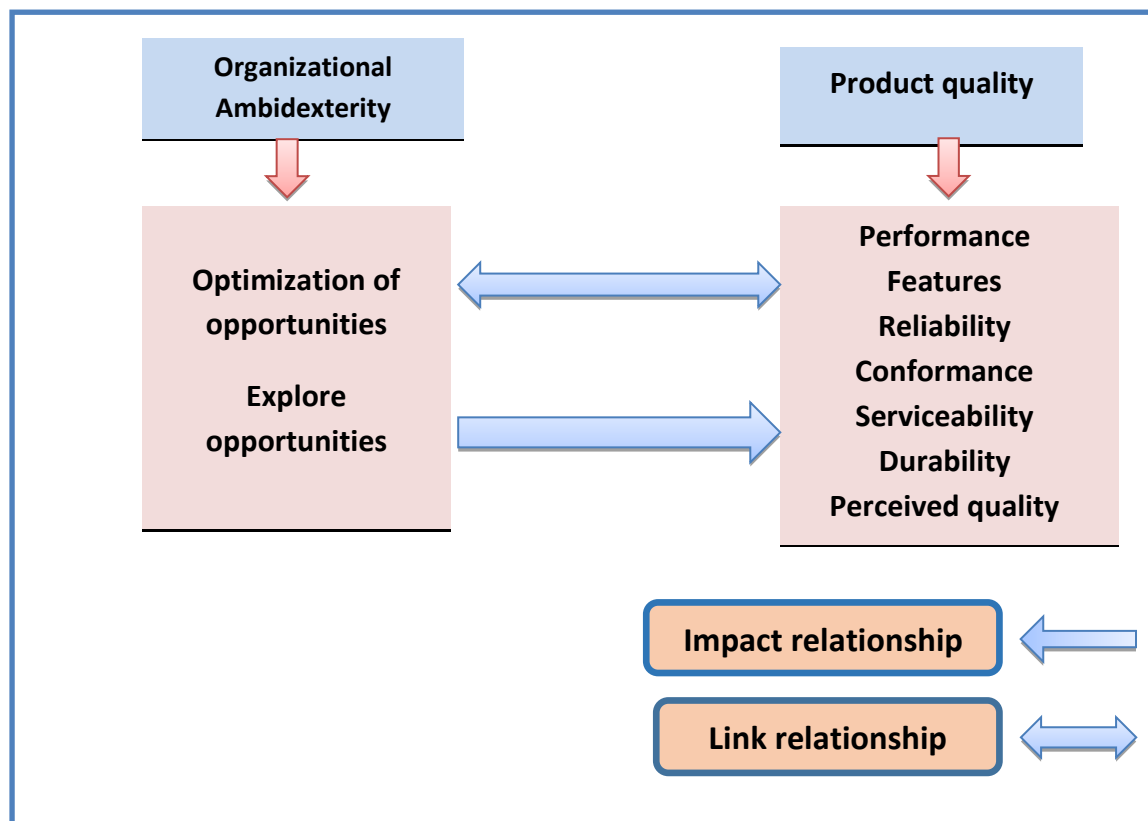 Organizational
Ambidexterity
Product quality
Optimization of
opportunities
Explore
opportunities
Performance
Features
Reliability
Conformance
Serviceability
Durability
Perceived quality
Impact relationship
Link relationship